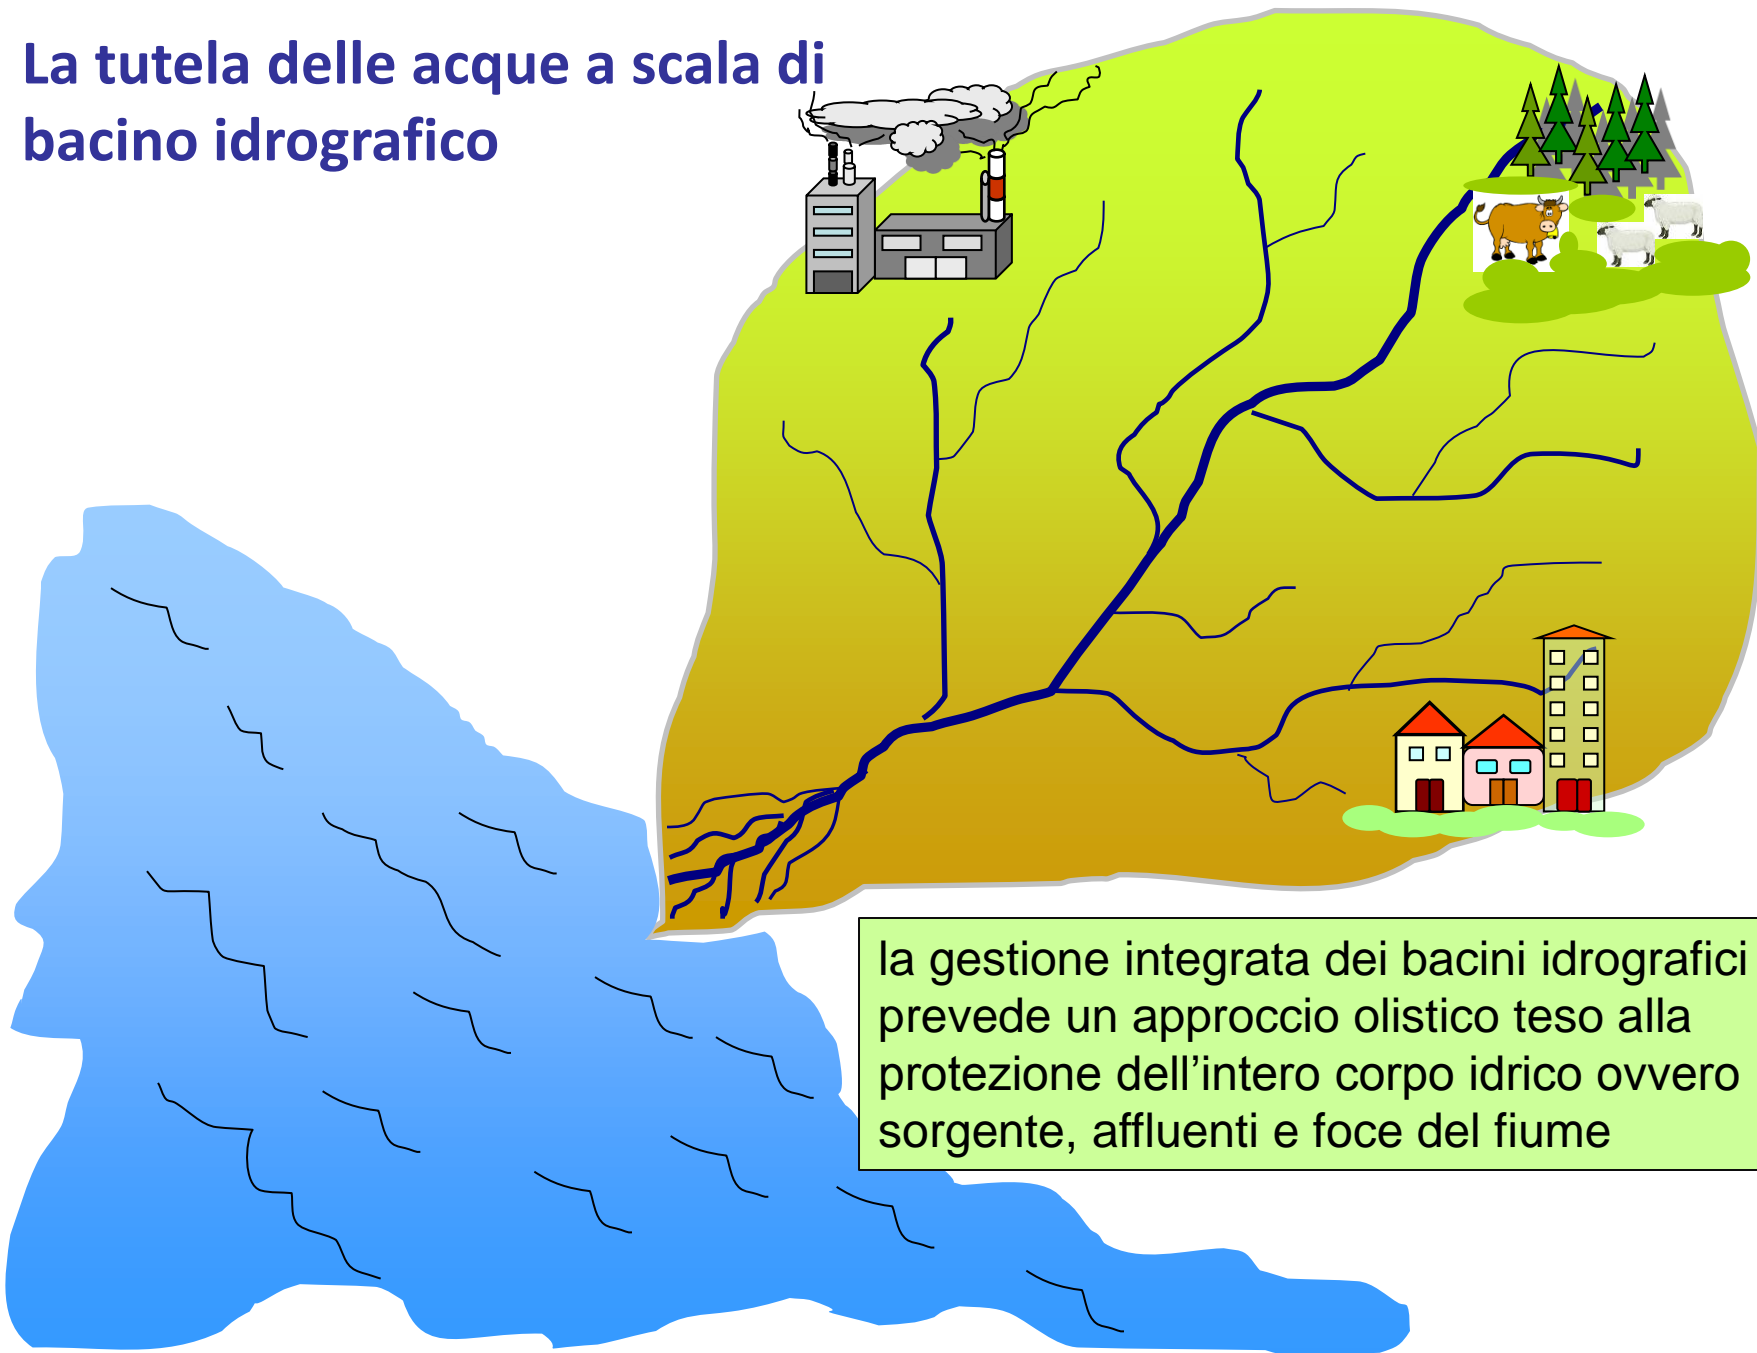 La tutela delle acque a scala di
bacino idrografico
la gestione integrata dei bacini idrografici
prevede un approccio olistico teso alla
protezione dell’intero corpo idrico ovvero
sorgente, affluenti e foce del fiume